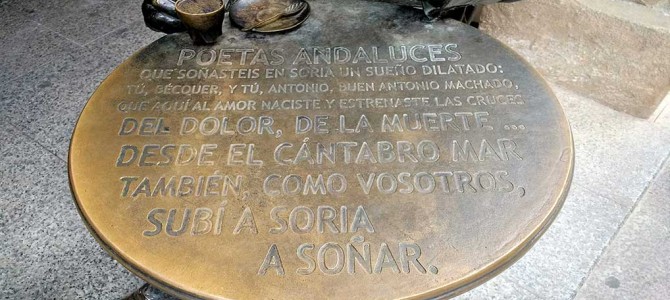 POETAS ANDALUCES
QUE SOÑASTEIS EN SORIA UN SUEÑO DILATADO:
TÚ, BÉCQUER, Y TÚ, ANTONIO, BUEN ANTONIO MACHADO,
QUE AQUÍ AL AMOR NACISTE Y ESTRENASTE LAS CRUCES
DEL DOLOR, DE LA MUERTE ...
DESDE EL CÁNTABRO MAR
TAMBIÉN, COMO VOSOTROS,
SUBÍ A SORIA
A SOÑAR.